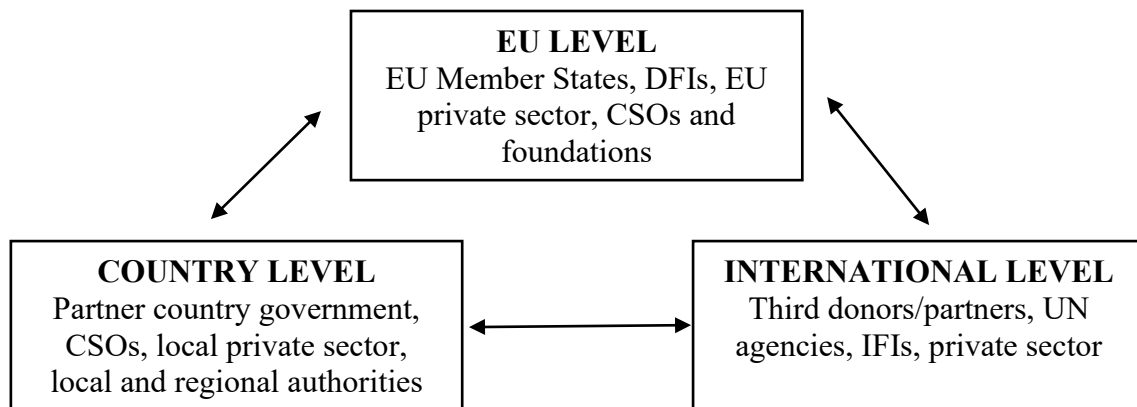 EU LEVEL
EU Member States, DFIs, EU
private sector, CSOs and
foundations
COUNTRY LEVEL
Partner country government,
CSOs, local private sector,
local and regional authorities
INTERNATIONAL LEVEL
Third donors/partners, UN
agencies, IFIs, private sector